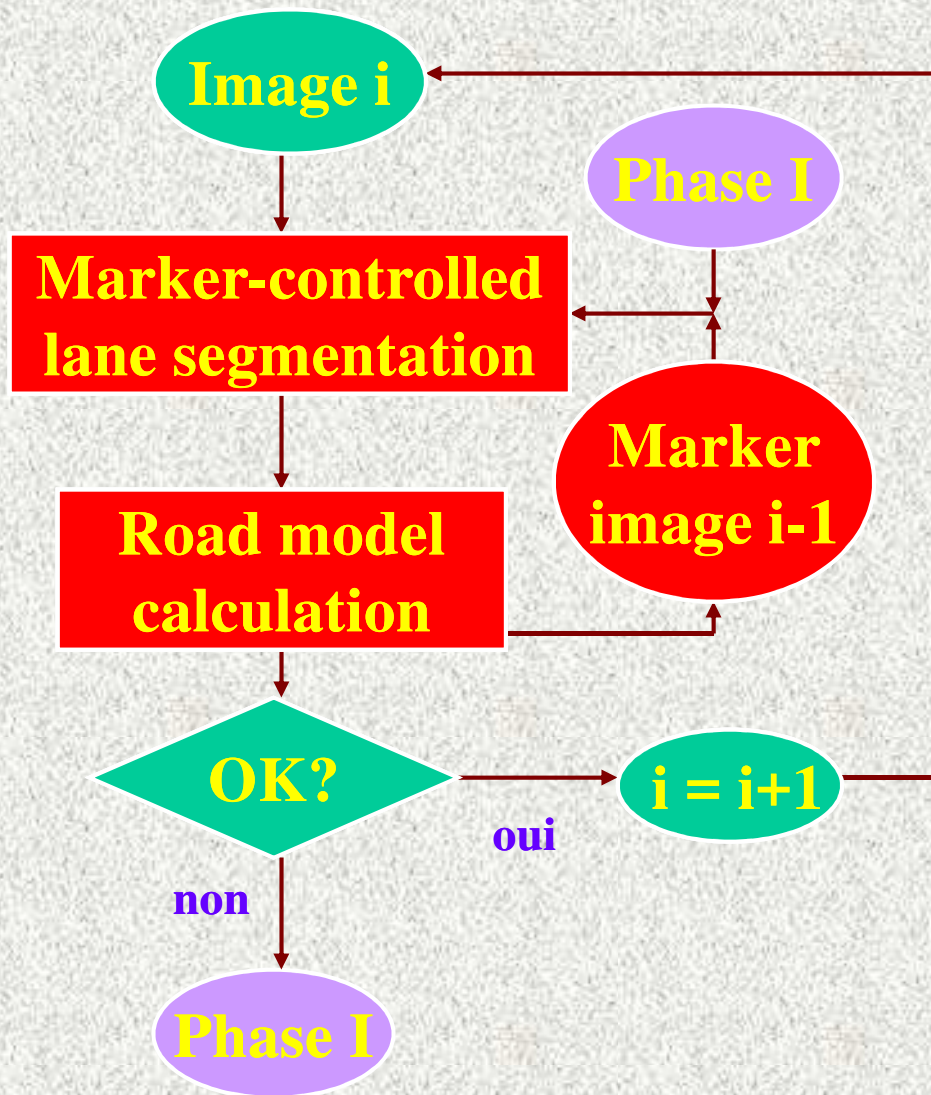 Image i
Phase I
Marker-controlled
lane segmentation
Marker
image i-1
Road model
calculation
OK?
i = i+1
oui
non
Phase I